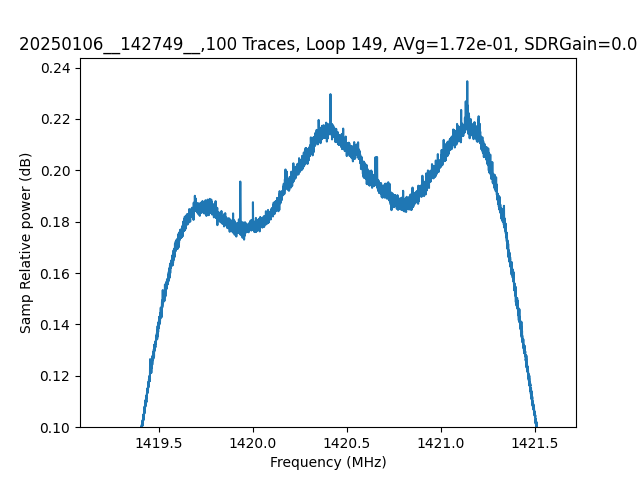 20250106__142749__,100 Traces, Loop 149, AVg=1.72e-01, SDRGain=0.0
0.24
0.22
0.20
0.18
0.16
0.14
0.12
0.10
Samp Relative power (dB)
1419.5 1420.0 1420.5 1421.0 1421.5
Frequency (MHz)